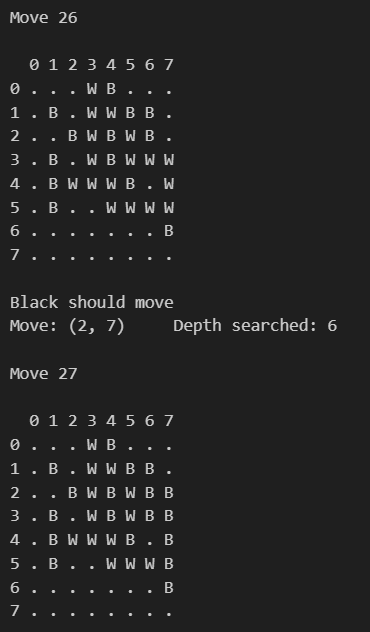 Move 26
0 1 2 3 4 5 6 7
0 . . . W B . . .
1 . B . W W B B .
2 . . B W B W B .
3 . B . W B W W W
4 . B W W W B . W
5 . B . . W W W W
6 . . . . . . . B
7 . . . . . . . .
Black should move
Move: (2, 7) Depth searched: 6
Move 27
0 1 2 3 4 5 6 7
0 . . . W B . . .
1 . B . W W B B .
2 . . B W B W B B
3 . B . W B W B B
4 . B W W W B . B
5 . B . . W W W B
6 . . . . . . . B
7 . . . . . . . .